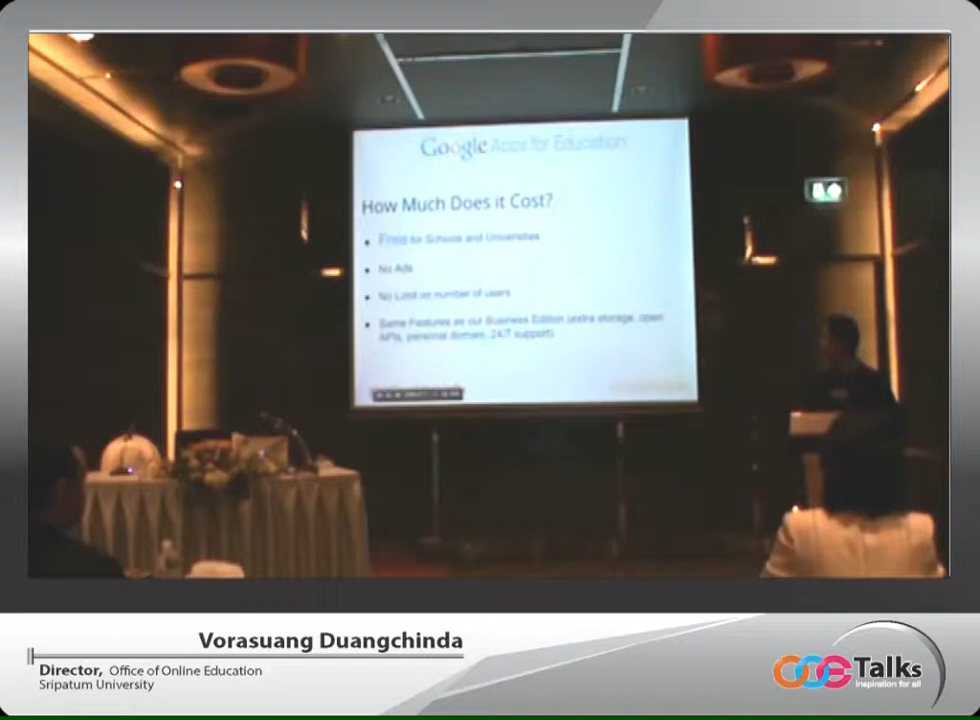 Google Apps for Education
How Much Does it Cost?
Free for Schools and Universities
No Ads
No Limit on number of users
Same Features as our Business Edition (extra storage, open
APIs, personal domain, 24/7 support)
Vorasuang Duangchinda
Director, Office of Online Education
Sripatum University
Talks
Inspiration for all